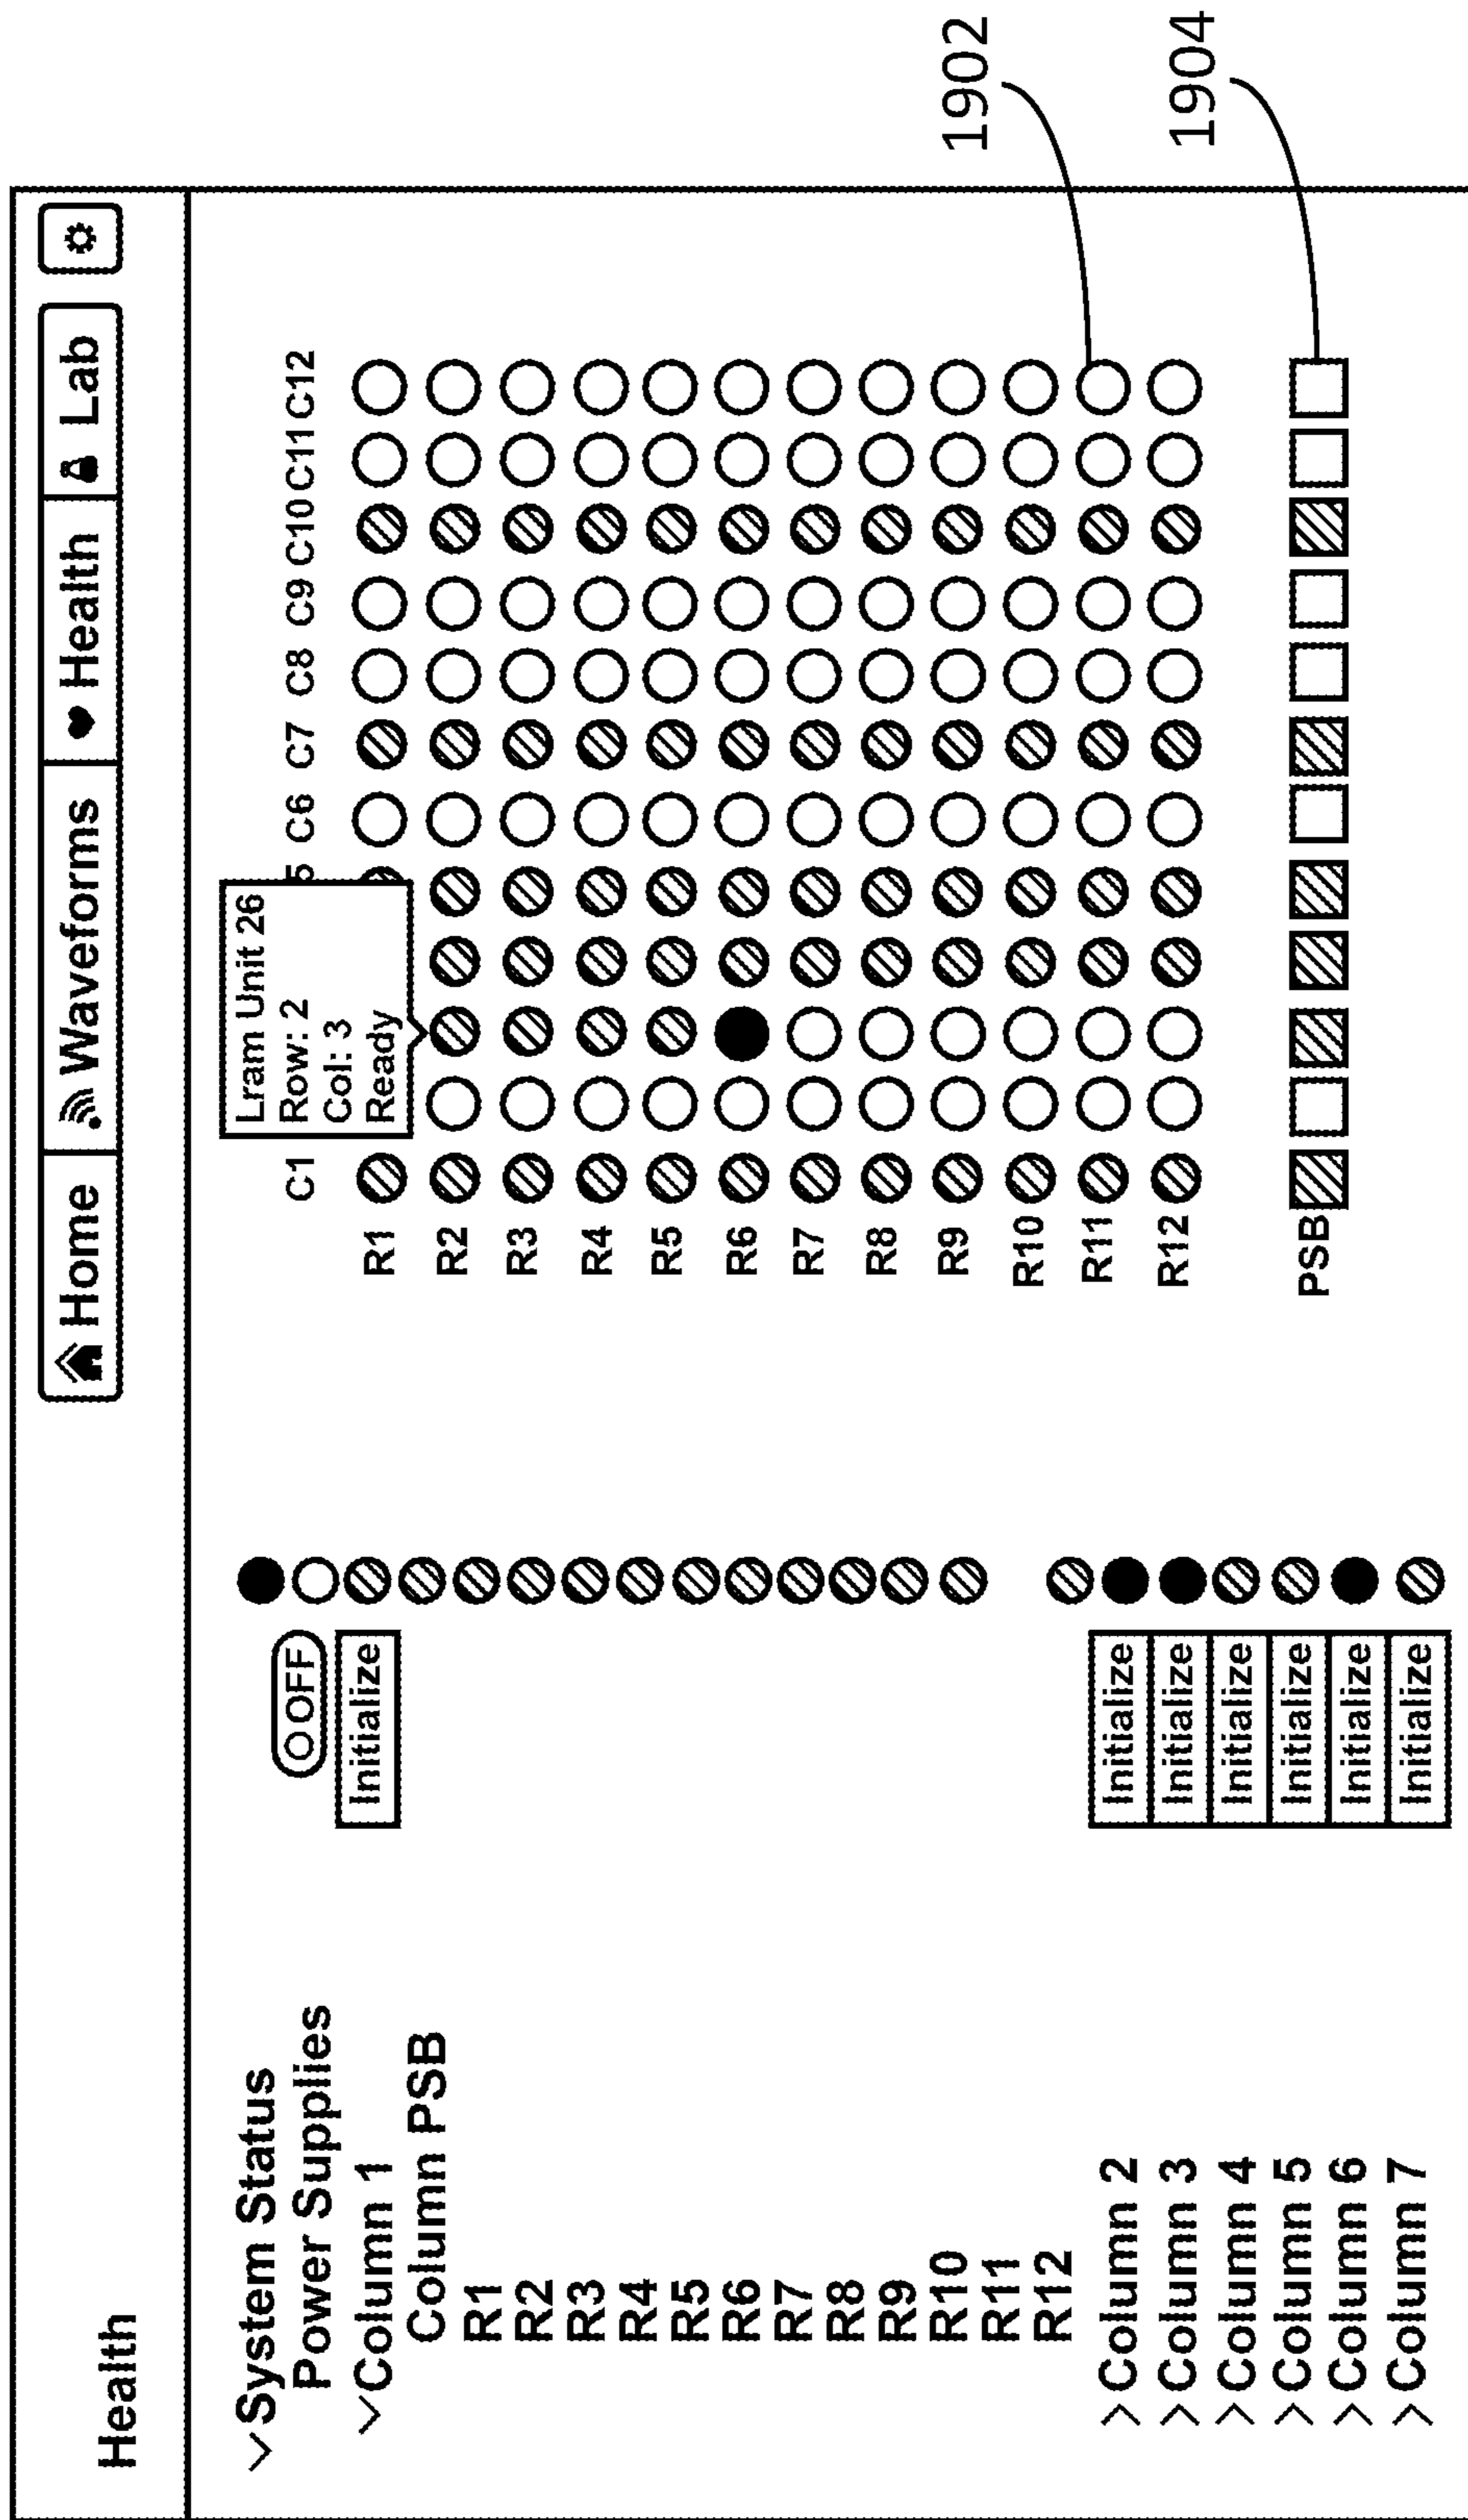 Health
Home Waveforms Health Lab
System Status
Power Supplies OFF
Column 1 Initialize
Column PSB
R1
R2
R3
R4
R5
R6
R7
R8
R9
R10
R11
R12
Column 2 Initialize
Column 3 Initialize
Column 4 Initialize
Column 5 Initialize
Column 6 Initialize
Column 7 Initialize
Lram Unit 26
Row: 2
Col: 3
Ready
C1 5 C6 C7 C8 C9 C10 C11 C12
R1
R2
R3
R4
R5
R6
R7
R8
R9
R10
R11
R12
PSB
1902
1904